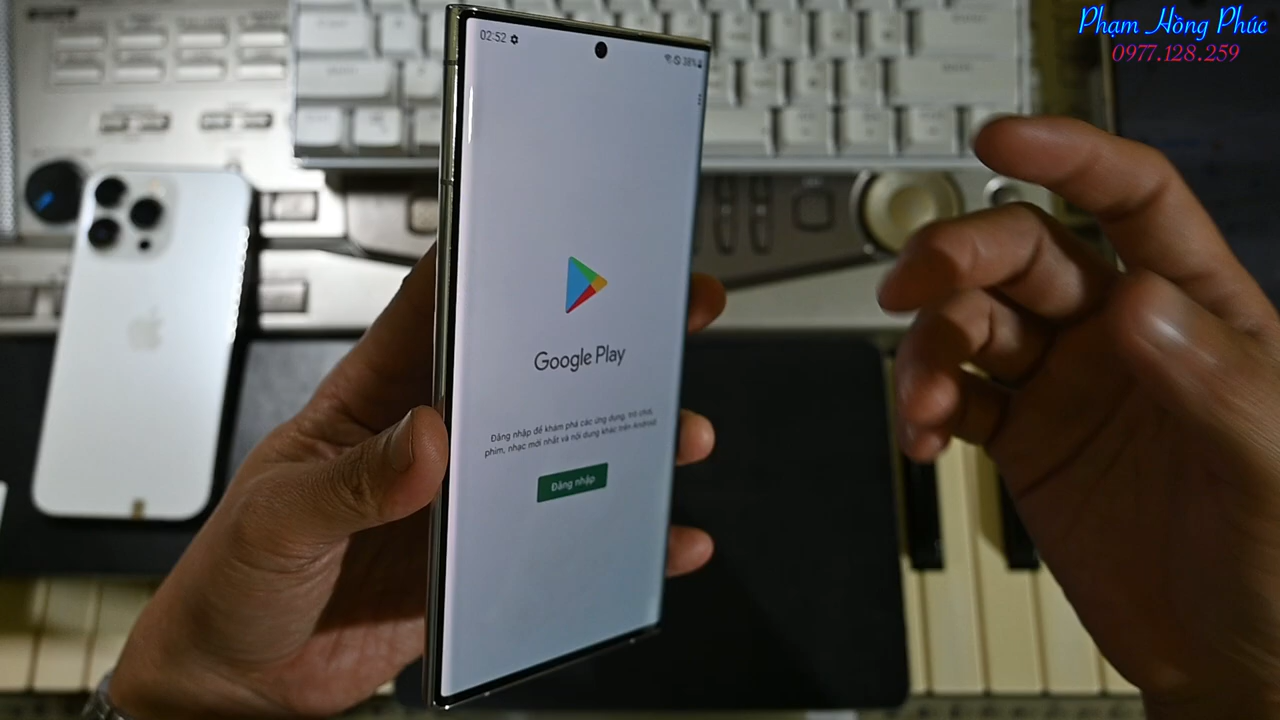 Phạm Hồng Phúc
0977.128.259
02:52
38%
Google Play
Đăng nhập để khám phá các ứng dụng, trò chơi,
phim, nhạc mới nhất và nội dung khác trên Android
Đăng nhập